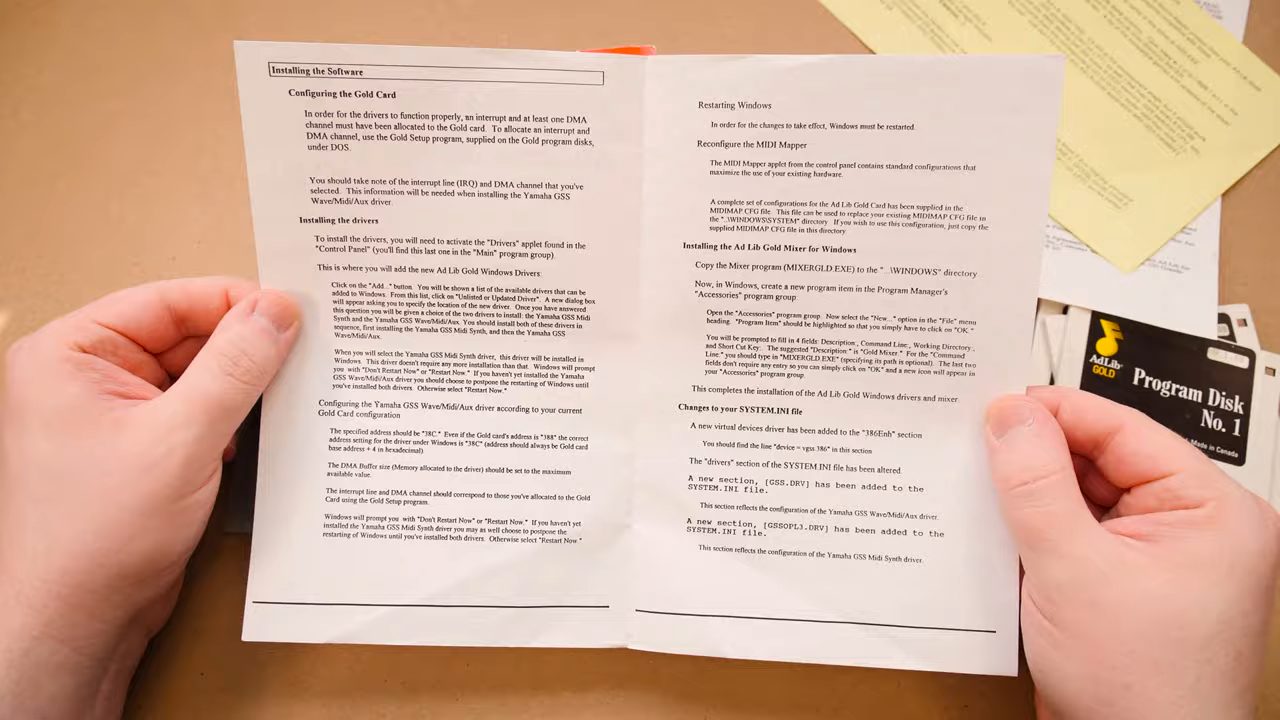 Installing the Software
Configuring the Gold Card
In order for the drivers to function properly, an interrupt and at least one DMA
channel must have been allocated to the Gold card. To allocate an interrupt and
DMA channel, use the Gold Setup program, supplied on the Gold program disks,
under DOS.
You should take note of the interrupt line (IRQ) and DMA channel that you've
selected. This information will be needed when installing the Yamaha GSS
Wave/Midi/Aux driver.
Installing the drivers
To install the drivers, you will need to activate the "Drivers" applet found in the
"Control Panel" (you'll find this last one in the "Main" program group).
This is where you will add the new Ad Lib Gold Windows Drivers:
Click on the "Add..." button. You will be shown a list of the available drivers that can be
added to Windows. From this list, click on "Unlisted or Updated Driver". A new dialog box
will appear asking you to specify the location of the new driver. Once you have answered
this question you will be given a choice of the two drivers to install: the Yamaha GSS Midi
Synth and the Yamaha GSS Wave/Midi/Aux. You should install both of these drivers in
sequence, first installing the Yamaha GSS Midi Synth, and then the Yamaha GSS
Wave/Midi/Aux.
When you will select the Yamaha GSS Midi Synth driver, this driver will be installed in
Windows. This driver doesn't require any more installation than that. Windows will prompt
you with "Don't Restart Now" or "Restart Now." If you haven't yet installed the Yamaha
GSS Wave/Midi/Aux driver you should choose to postpone the restarting of Windows until
you've installed both drivers. Otherwise select "Restart Now."
Configuring the Yamaha GSS Wave/Midi/Aux driver according to your current
Gold Card configuration
The specified address should be "38C." Even if the Gold card's address is "388" the correct
address setting for the driver under Windows is "38C" (address should always be Gold card
base address + 4 in hexadecimal)
The DMA Buffer size (Memory allocated to the driver) should be set to the maximum
available value.
The interrupt line and DMA channel should correspond to those you've allocated to the Gold
Card using the Gold Setup program.
Windows will prompt you with "Don't Restart Now" or "Restart Now." If you haven't yet
installed the Yamaha GSS Midi Synth driver you may as well choose to postpone the
restarting of Windows until you've installed both drivers. Otherwise select "Restart Now."
Restarting Windows
In order for the changes to take effect, Windows must be restarted.
Reconfigure the MIDI Mapper
The MIDI Mapper applet from the control panel contains standard configurations that
maximize the use of your existing hardware.
A complete set of configurations for the Ad Lib Gold Card has been supplied in the
MIDIMAP.CFG file. This file can be used to replace your existing MIDIMAP.CFG file in
the "..\WINDOWS\SYSTEM" directory. If you wish to use this configuration, just copy the
supplied MIDIMAP.CFG file in this directory
Installing the Ad Lib Gold Mixer for Windows
Copy the Mixer program (MIXERGLD.EXE) to the "...\WINDOWS" directory.
Now, in Windows, create a new program item in the Program Manager's
"Accessories" program group:
Open the "Accessories" program group. Now select the "New..." option in the "File" menu
heading. "Program Item" should be highlighted so that you simply have to click on "OK."
You will be prompted to fill in 4 fields: Description:, Command Line:, Working Directory:,
and Short Cut Key:. The suggested "Description:" is "Gold Mixer." For the "Command
Line:" you should type in "MIXERGLD.EXE" (specifying its path is optional). The last two
fields don't require any entry so you can simply click on "OK" and a new icon will appear in
your "Accessories" program group.
This completes the installation of the Ad Lib Gold Windows drivers and mixer.
Changes to your SYSTEM.INI file
A new virtual devices driver has been added to the "386Enh" section
You should find the line "device = vgss.386" in this section
The "drivers" section of the SYSTEM.INI file has been altered.
A new section, [GSS.DRV] has been added to the
SYSTEM.INI file.
This section reflects the configuration of the Yamaha GSS Wave/Midi/Aux driver.
A new section, [GSSOPL3.DRV] has been added to the
SYSTEM.INI file.
This section reflects the configuration of the Yamaha GSS Midi Synth driver.
AdLib
GOLD
Program Disk
No. 1
Made in Canada